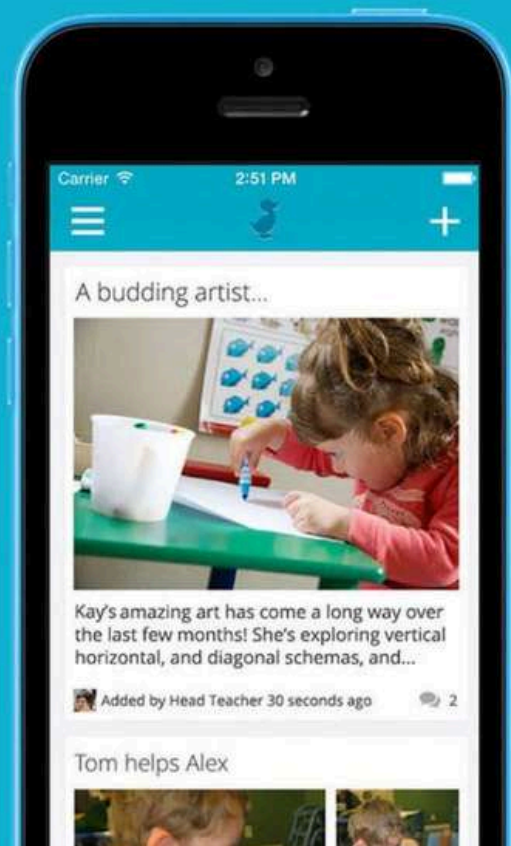 Carrier
2:51 PM
A budding artist...
Kay's amazing art has come a long way over
the last few months! She's exploring vertical
horizontal, and diagonal schemas, and...
Added by Head Teacher 30 seconds ago
2
Tom helps Alex